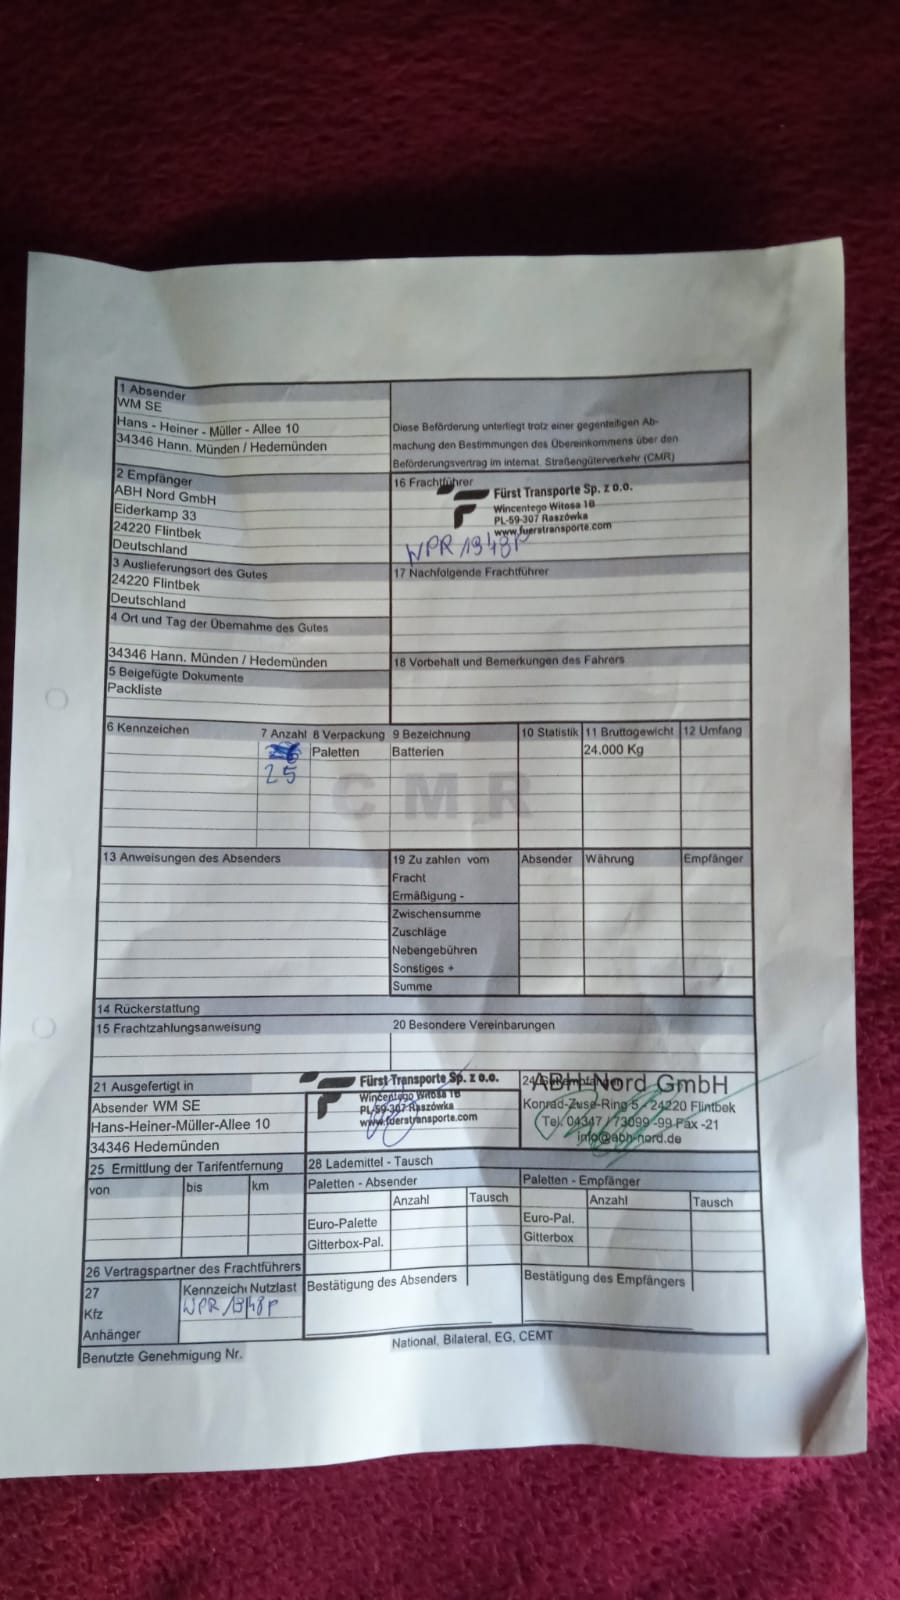 1 Absender
WM SE
Hans - Heiner - Müller - Allee 10
34346 Hann. Münden / Hedemünden
Diese Beförderung unterliegt trotz einer gegenteiligen Ab-
machung den Bestimmungen des Übereinkommens über den
Beförderungsvertrag im internat. Straßengüterverkehr (CMR)
2 Empfänger
ABH Nord GmbH
Eiderkamp 33
24220 Flintbek
Deutschland
16 Frachtführer
Fürst Transporte Sp. z o.o.
Wincentego Witosa 1B
PL-59-307 Raszówka
www.fuerstransporte.com
WPR 1348P
3 Auslieferungsort des Gutes
24220 Flintbek
Deutschland
17 Nachfolgende Frachtführer
4 Ort und Tag der Übernahme des Gutes
34346 Hann. Münden / Hedemünden
18 Vorbehalt und Bemerkungen des Fahrers
5 Beigefügte Dokumente
Packliste
6 Kennzeichen 7 Anzahl 8 Verpackung 9 Bezeichnung 10 Statistik 11 Bruttogewicht 12 Umfang
Paletten Batterien 24.000 Kg
25
CMR
13 Anweisungen des Absenders
19 Zu zahlen vom Absender Währung Empfänger
Fracht
Ermäßigung -
Zwischensumme
Zuschläge
Nebengebühren
Sonstiges +
Summe
14 Rückerstattung
15 Frachtzahlungsanweisung
20 Besondere Vereinbarungen
21 Ausgefertigt in
Absender WM SE
Hans-Heiner-Müller-Allee 10
34346 Hedemünden
Fürst Transporte Sp. z o.o.
Wincentego Witosa 1B
PL-59-307 Raszówka
www.fuerstransporte.com
ABH Nord GmbH
Konrad-Zuse-Ring 5 / 24220 Flintbek
Tel. 04347 / 73099 -99 Fax -21
info@abh-nord.de
25 Ermittlung der Tarifentfernung
von bis km
28 Lademittel - Tausch
Paletten - Absender
Anzahl Tausch
Euro-Palette
Gitterbox-Pal.
Paletten - Empfänger
Anzahl Tausch
Euro-Pal.
Gitterbox
26 Vertragspartner des Frachtführers
27 Kennzeichn Nutzlast
Kfz WPR 1348P
Anhänger
Bestätigung des Absenders
Bestätigung des Empfängers
Benutzte Genehmigung Nr.
National, Bilateral, EG, CEMT